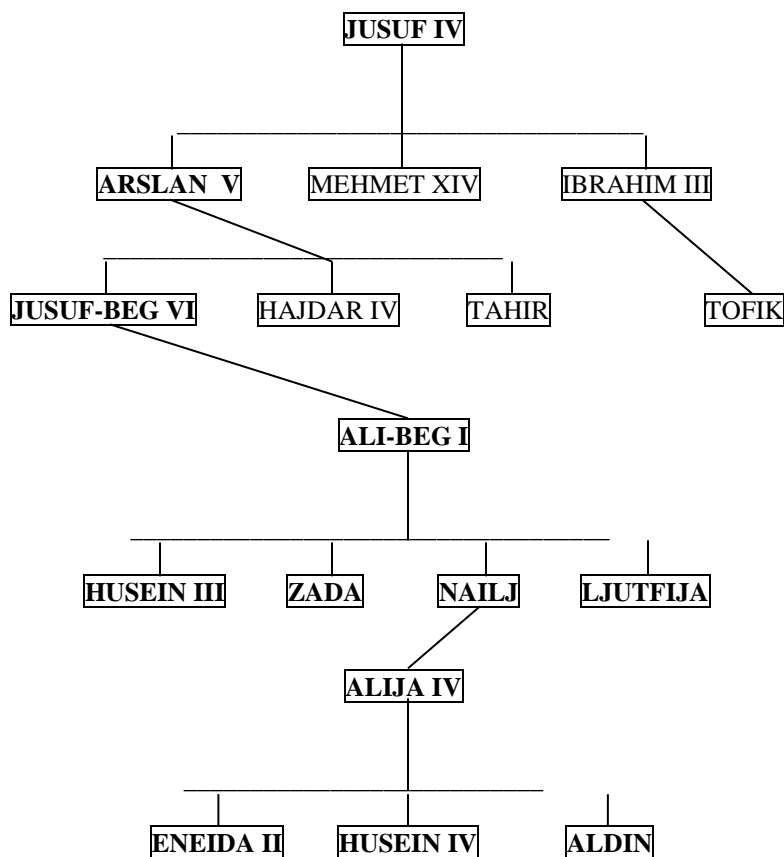 JUSUF IV
ARSLAN V MEHMET XIV IBRAHIM III
JUSUF-BEG VI HAJDAR IV TAHIR TOFIK
ALI-BEG I
HUSEIN III ZADA NAILJ LJUTFIJA
ALIJA IV
ENEIDA II HUSEIN IV ALDIN